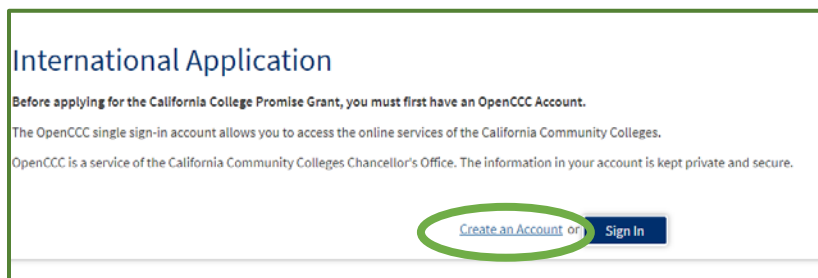 International Application
Before applying for the California College Promise Grant, you must first have an OpenCCC Account.
The OpenCCC single sign-in account allows you to access the online services of the California Community Colleges.
OpenCCC is a service of the California Community Colleges Chancellor's Office. The information in your account is kept private and secure.
Create an Account or Sign In